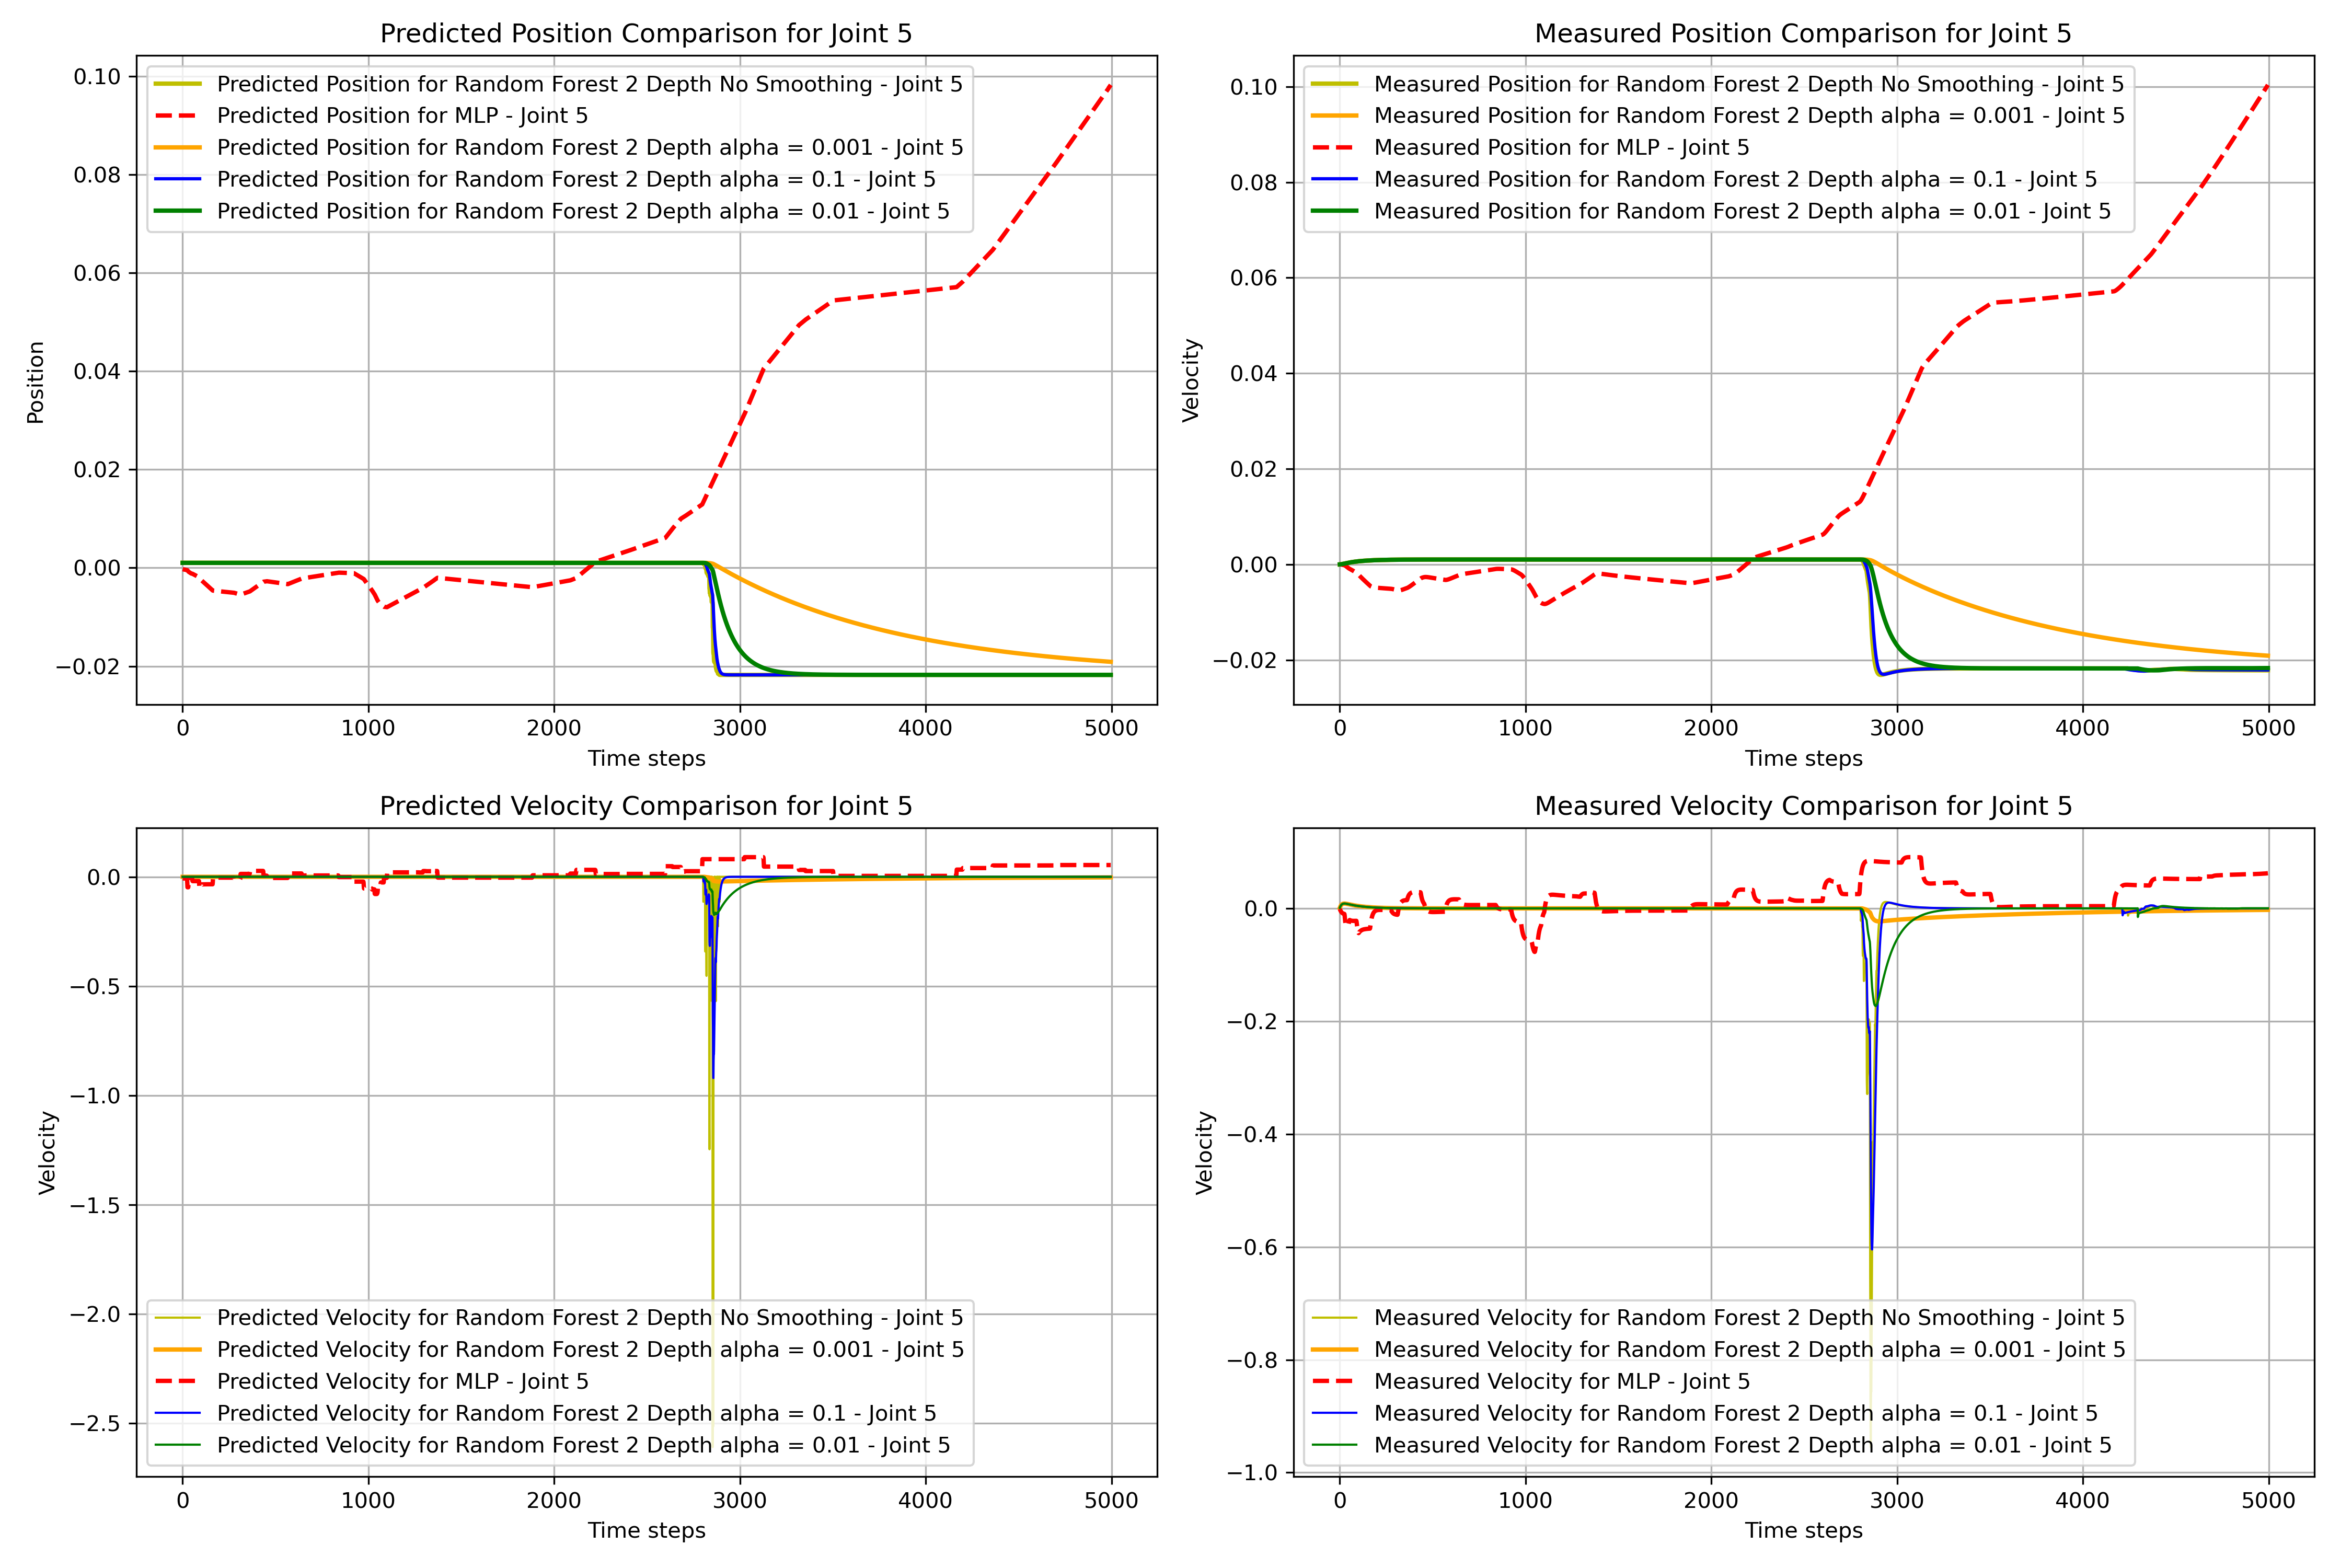 Predicted Position Comparison for Joint 5
0.10
0.08
0.06
0.04
0.02
0.00
−0.02
Position
Predicted Position for Random Forest 2 Depth No Smoothing - Joint 5
Predicted Position for MLP - Joint 5
Predicted Position for Random Forest 2 Depth alpha = 0.001 - Joint 5
Predicted Position for Random Forest 2 Depth alpha = 0.1 - Joint 5
Predicted Position for Random Forest 2 Depth alpha = 0.01 - Joint 5
0 1000 2000 3000 4000 5000
Time steps
Measured Position Comparison for Joint 5
0.10
0.08
0.06
0.04
0.02
0.00
−0.02
Velocity
Measured Position for Random Forest 2 Depth No Smoothing - Joint 5
Measured Position for Random Forest 2 Depth alpha = 0.001 - Joint 5
Measured Position for MLP - Joint 5
Measured Position for Random Forest 2 Depth alpha = 0.1 - Joint 5
Measured Position for Random Forest 2 Depth alpha = 0.01 - Joint 5
0 1000 2000 3000 4000 5000
Time steps
Predicted Velocity Comparison for Joint 5
0.0
−0.5
−1.0
−1.5
−2.0
−2.5
Velocity
Predicted Velocity for Random Forest 2 Depth No Smoothing - Joint 5
Predicted Velocity for Random Forest 2 Depth alpha = 0.001 - Joint 5
Predicted Velocity for MLP - Joint 5
Predicted Velocity for Random Forest 2 Depth alpha = 0.1 - Joint 5
Predicted Velocity for Random Forest 2 Depth alpha = 0.01 - Joint 5
0 1000 2000 3000 4000 5000
Time steps
Measured Velocity Comparison for Joint 5
0.0
−0.2
−0.4
−0.6
−0.8
−1.0
Velocity
Measured Velocity for Random Forest 2 Depth No Smoothing - Joint 5
Measured Velocity for Random Forest 2 Depth alpha = 0.001 - Joint 5
Measured Velocity for MLP - Joint 5
Measured Velocity for Random Forest 2 Depth alpha = 0.1 - Joint 5
Measured Velocity for Random Forest 2 Depth alpha = 0.01 - Joint 5
0 1000 2000 3000 4000 5000
Time steps